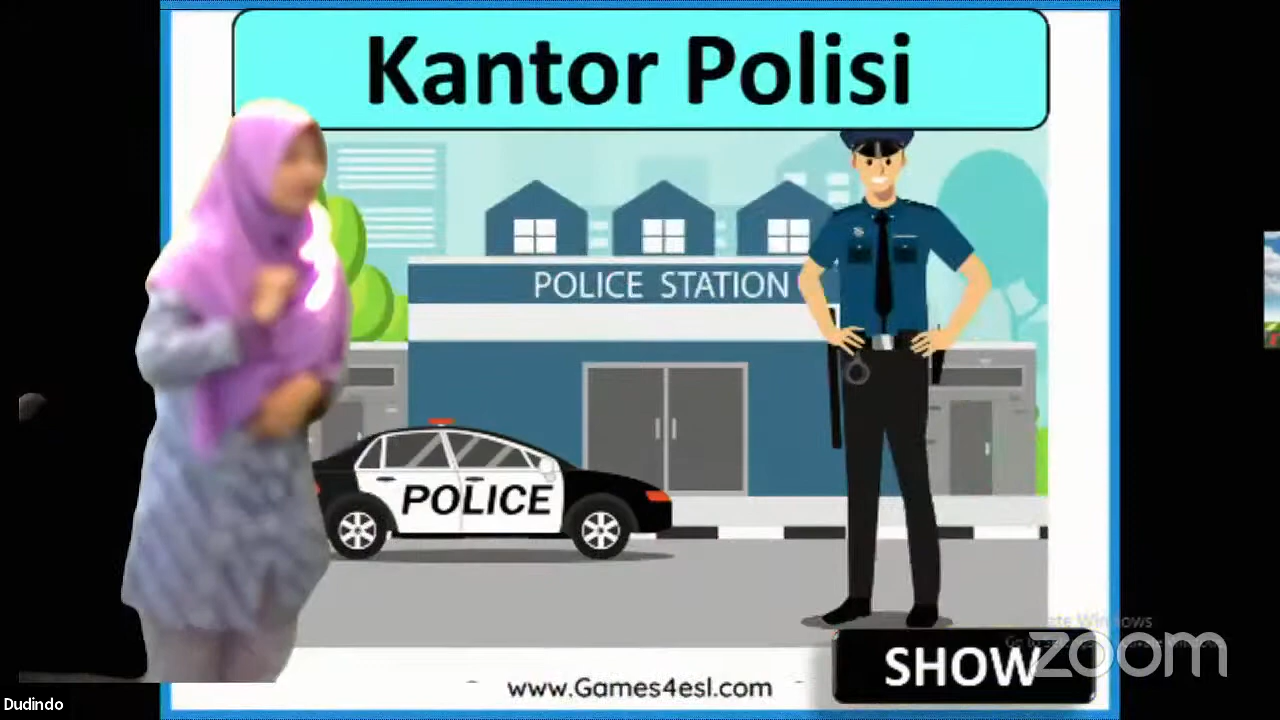 Kantor Polisi
POLICE STATION
POLICE
SHOW
zoom
www.Games4esl.com
Dudindo